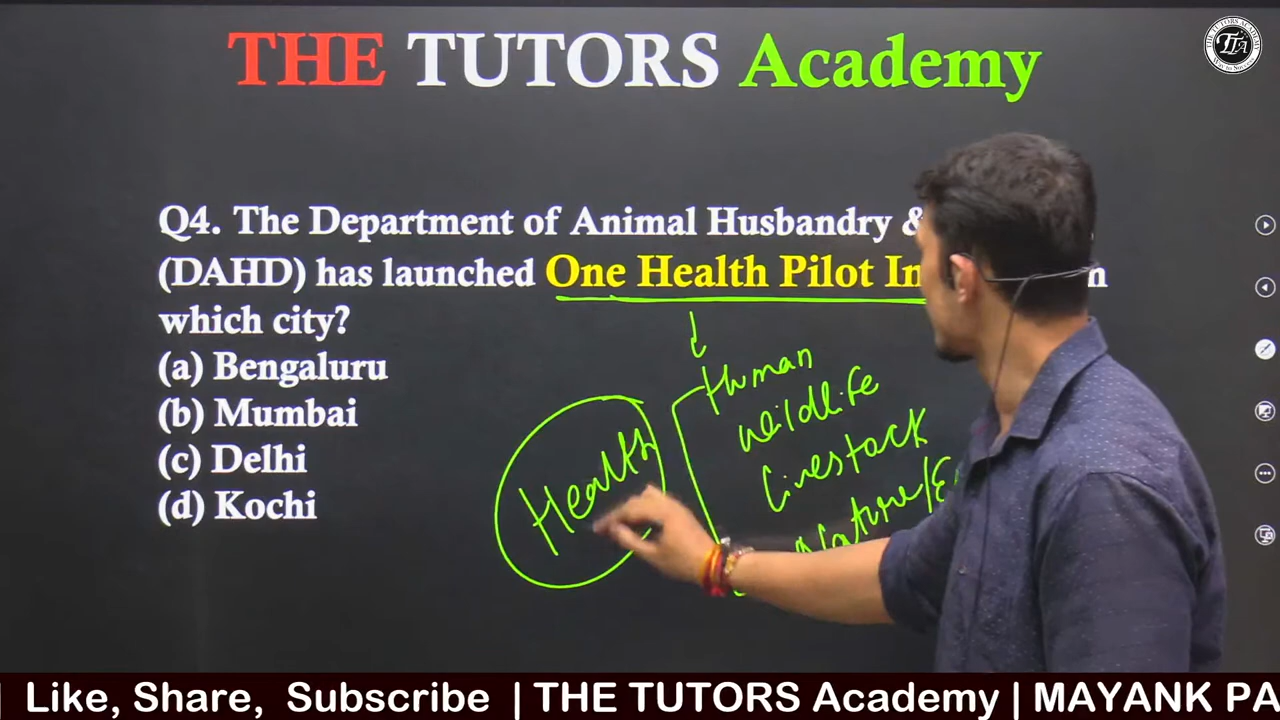 THE TUTORS Academy
Q4. The Department of Animal Husbandry &
(DAHD) has launched One Health Pilot In
which city?
(a) Bengaluru
(b) Mumbai
(c) Delhi
(d) Kochi
Human
Wildlife
Livestock
Nature/
Health
Like, Share, Subscribe | THE TUTORS Academy | MAYANK PA